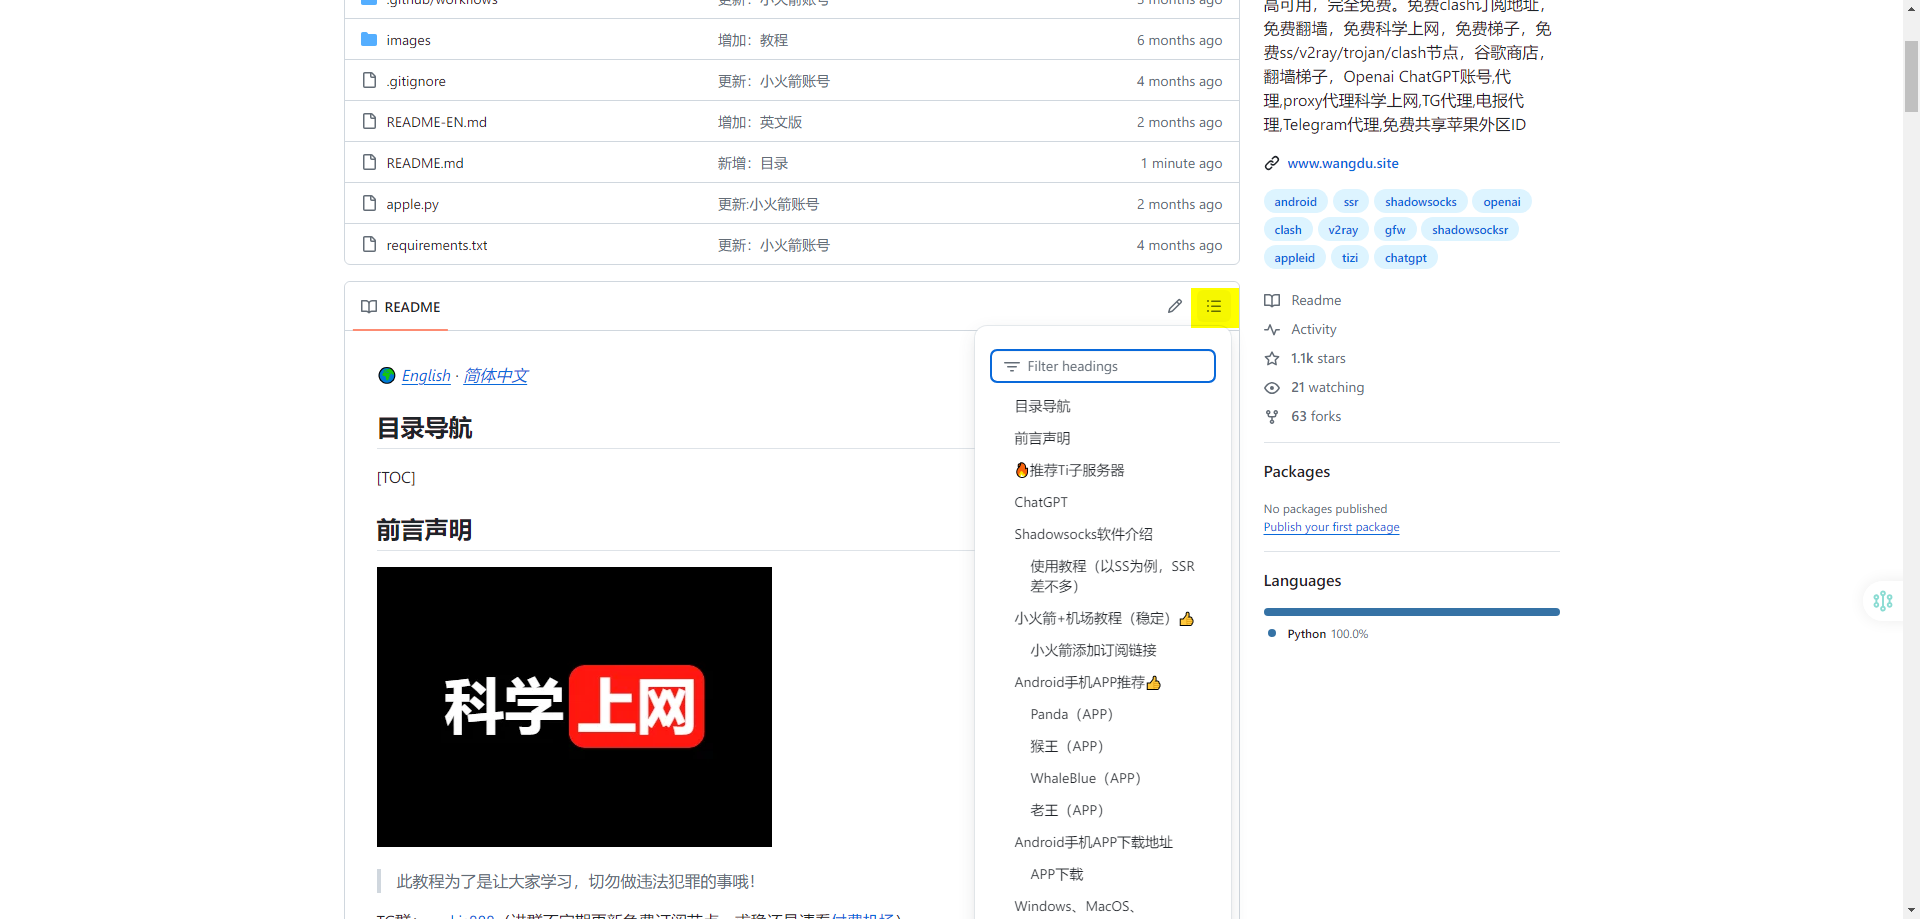 .github/workflows 更新：小火箭账号 5 months ago
images 增加：教程 6 months ago
.gitignore 更新：小火箭账号 4 months ago
README-EN.md 增加：英文版 2 months ago
README.md 新增：目录 1 minute ago
apple.py 更新:小火箭账号 2 months ago
requirements.txt 更新：小火箭账号 4 months ago
README
English · 简体中文
目录导航
[TOC]
前言声明
科学上网
此教程为了是让大家学习，切勿做违法犯罪的事哦！
Filter headings
目录导航
前言声明
🔥推荐Ti子服务器
ChatGPT
Shadowsocks软件介绍
使用教程（以SS为例，SSR
差不多）
小火箭+机场教程（稳定）👍
小火箭添加订阅链接
Android手机APP推荐👍
Panda（APP）
猴王（APP）
WhaleBlue（APP）
老王（APP）
Android手机APP下载地址
APP下载
Windows、MacOS、
高可用，完全免费。免费clash订阅地址，
免费翻墙，免费科学上网，免费梯子，免
费ss/v2ray/trojan/clash节点，谷歌商店，
翻墙梯子，Openai ChatGPT账号,代
理,proxy代理科学上网,TG代理,电报代
理,Telegram代理,免费共享苹果外区ID
www.wangdu.site
android ssr shadowsocks openai
clash v2ray gfw shadowsocksr
appleid tizi chatgpt
Readme
Activity
1.1k stars
21 watching
63 forks
Packages
No packages published
Publish your first package
Languages
Python 100.0%